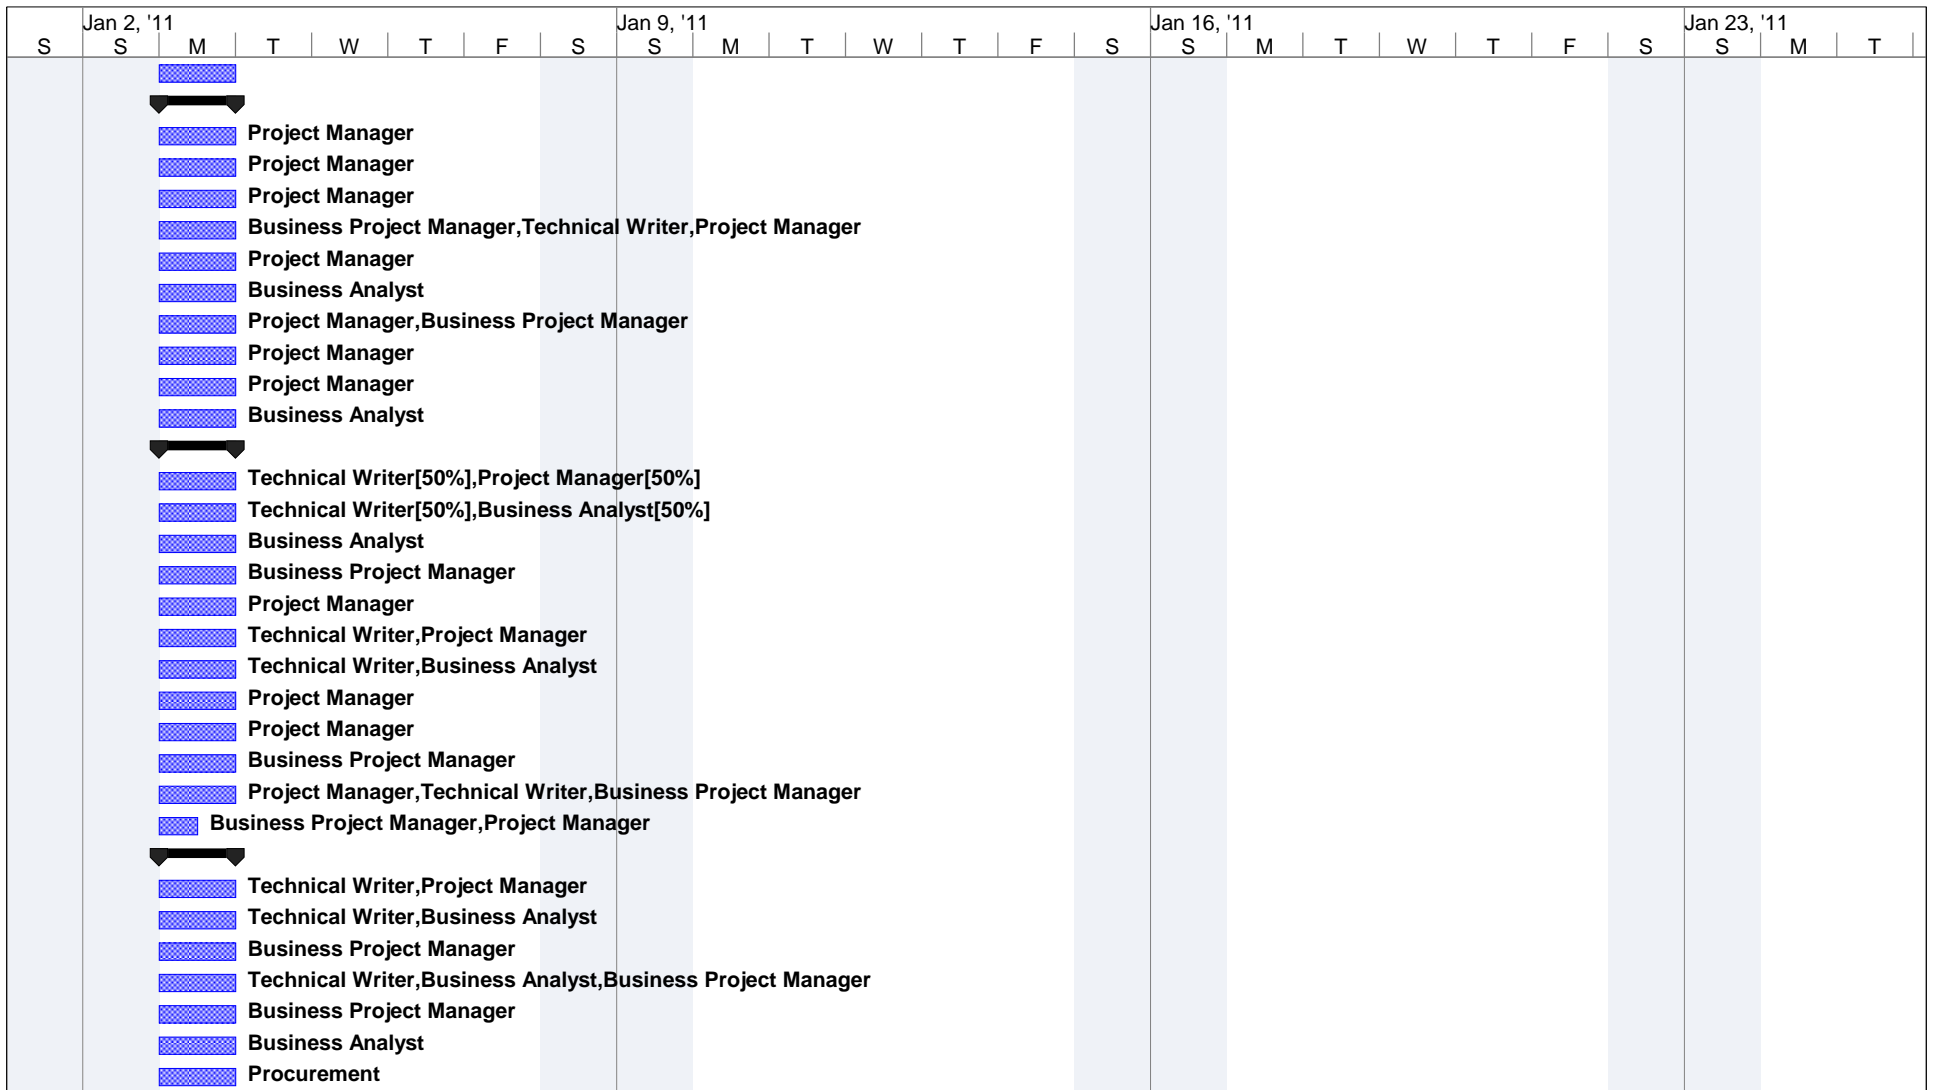 Jan 2, '11 Jan 9, '11 Jan 16, '11 Jan 23, '11
S S M T W T F S S M T W T F S S M T W T F S S M T
Project Manager
Project Manager
Project Manager
Business Project Manager,Technical Writer,Project Manager
Project Manager
Business Analyst
Project Manager,Business Project Manager
Project Manager
Project Manager
Business Analyst
Technical Writer[50%],Project Manager[50%]
Technical Writer[50%],Business Analyst[50%]
Business Analyst
Business Project Manager
Project Manager
Technical Writer,Project Manager
Technical Writer,Business Analyst
Project Manager
Project Manager
Business Project Manager
Project Manager,Technical Writer,Business Project Manager
Business Project Manager,Project Manager
Technical Writer,Project Manager
Technical Writer,Business Analyst
Business Project Manager
Technical Writer,Business Analyst,Business Project Manager
Business Project Manager
Business Analyst
Procurement